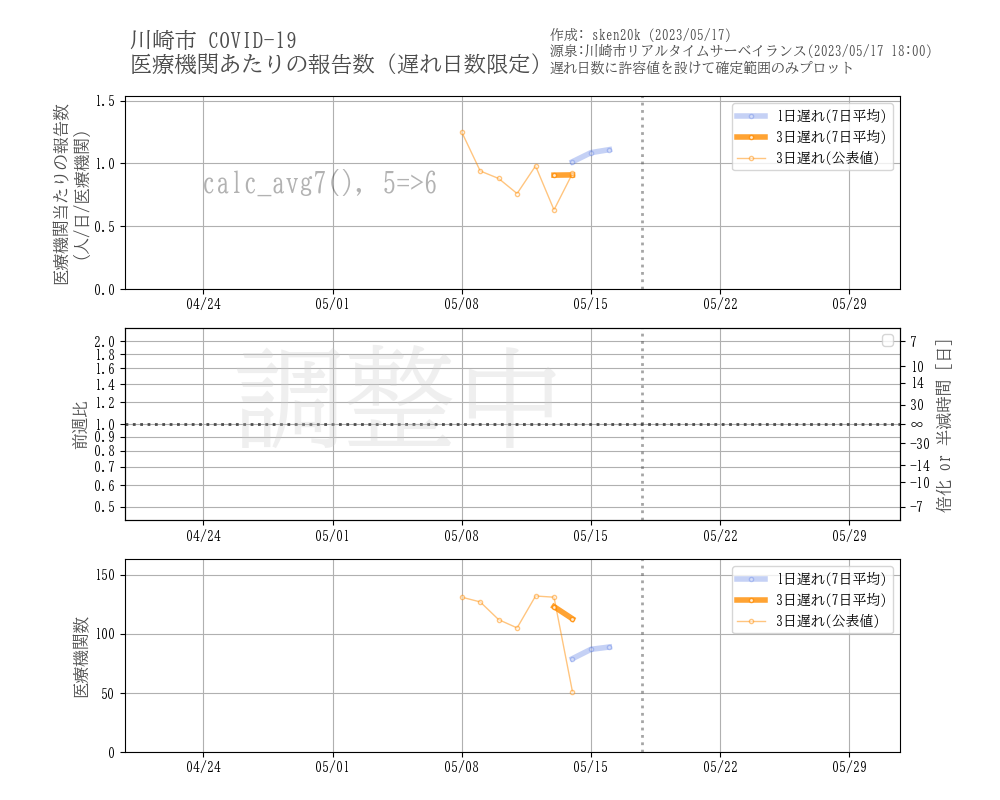 川崎市 COVID-19
医療機関あたりの報告数 (遅れ日数限定)
作成: sken20k (2023/05/17)
源泉:川崎市リアルタイムサーベイランス(2023/05/17 18:00)
遅れ日数に許容値を設けて確定範囲のみプロット
医療機関当たりの報告数
(人/日/医療機関)
1.5
1.0
0.5
0.0
calc_avg7(), 5=>6
1日遅れ(7日平均)
3日遅れ(7日平均)
3日遅れ(公表値)
04/24 05/01 05/08 05/15 05/22 05/29
前週比
2.0
1.8
1.6
1.4
1.2
1.0
0.9
0.8
0.7
0.6
0.5
調整中
7
10
14
30
∞
-30
-14
-10
-7
倍化 or 半減時間 [日]
04/24 05/01 05/08 05/15 05/22 05/29
医療機関数
150
100
50
0
1日遅れ(7日平均)
3日遅れ(7日平均)
3日遅れ(公表値)
04/24 05/01 05/08 05/15 05/22 05/29